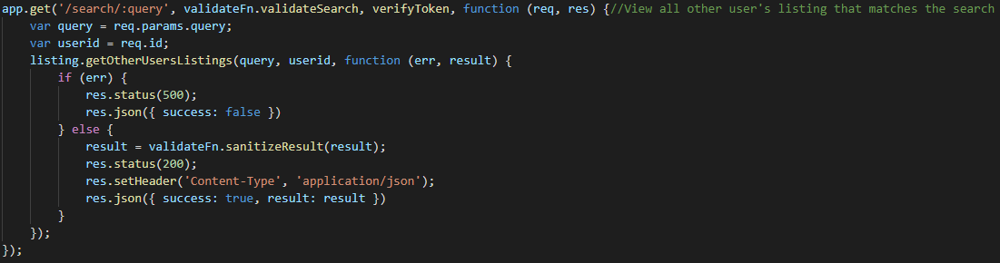 app.get('/search/:query', validateFn.validateSearch, verifyToken, function (req, res) {//View all other user's listing that matches the search
    var query = req.params.query;
    var userid = req.id;
    listing.getOtherUsersListings(query, userid, function (err, result) {
        if (err) {
            res.status(500);
            res.json({ success: false })
        } else {
            result = validateFn.sanitizeResult(result);
            res.status(200);
            res.setHeader('Content-Type', 'application/json');
            res.json({ success: true, result: result })
        }
    });
});